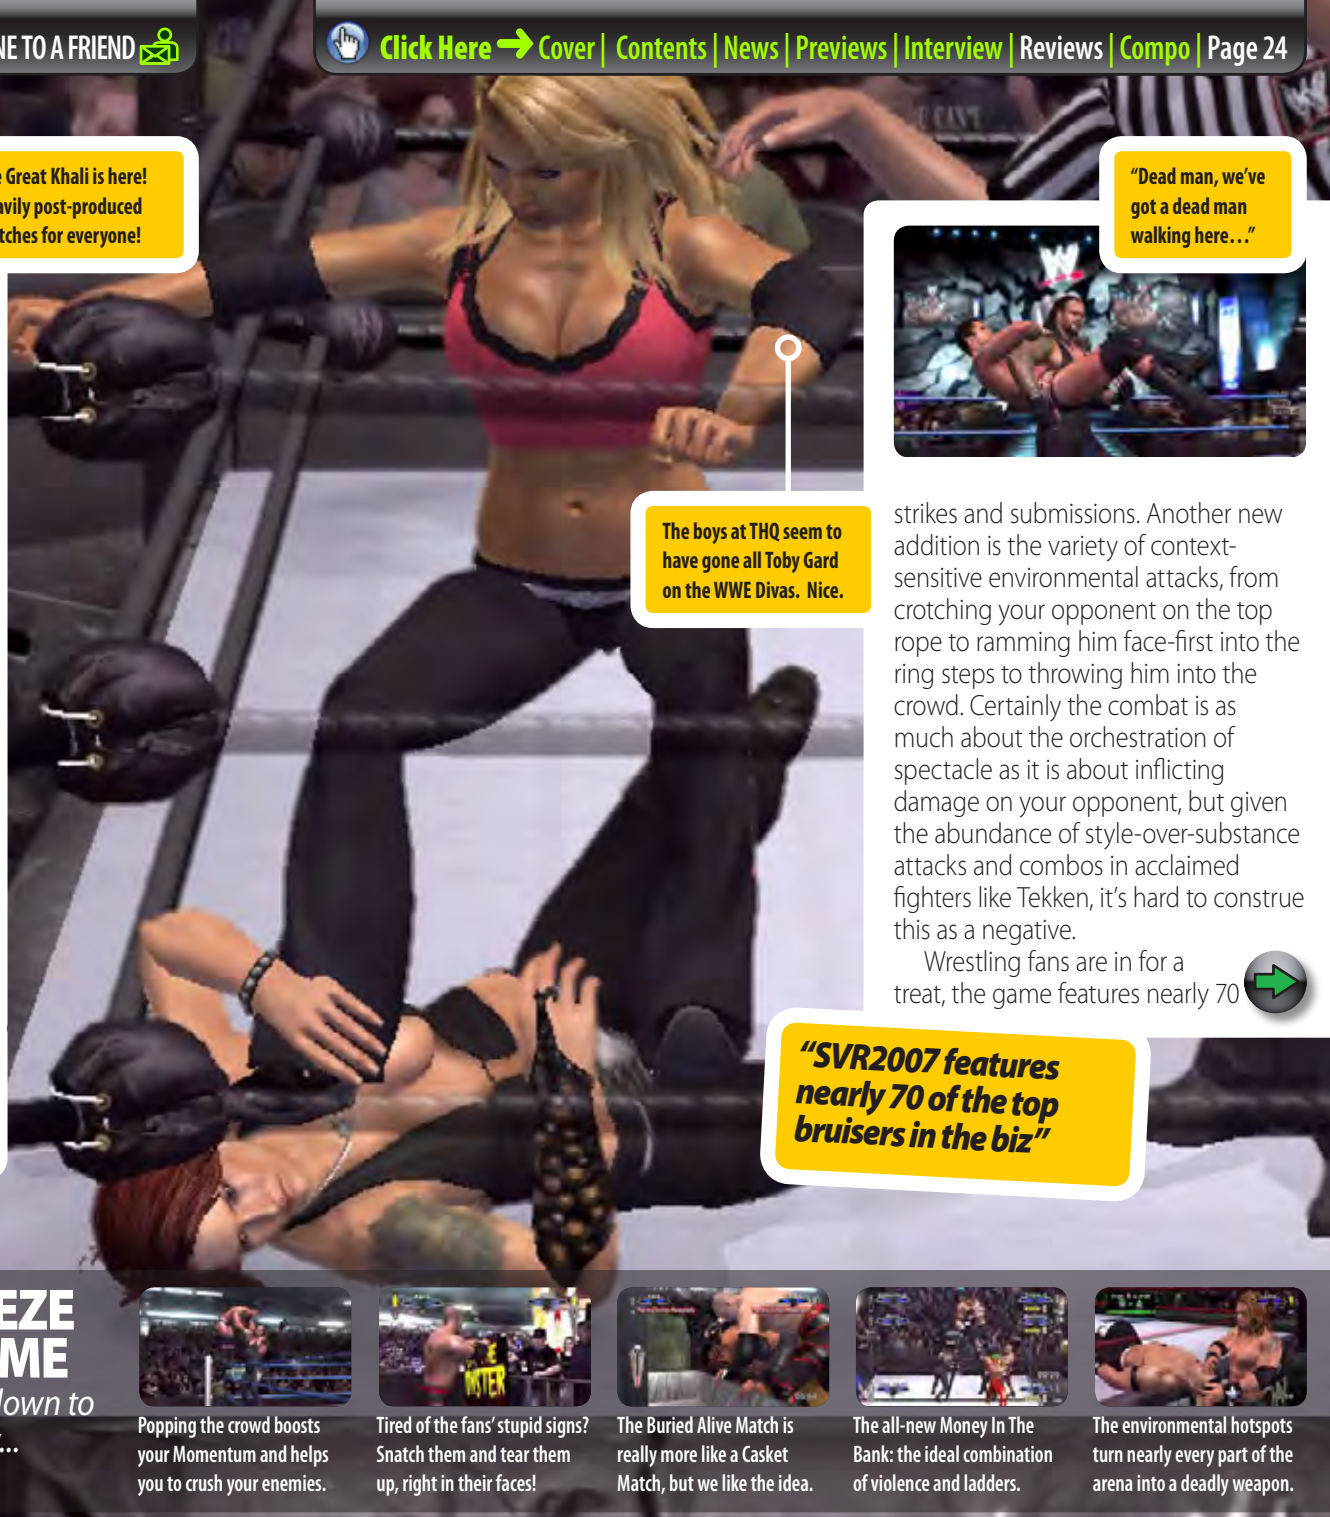 NE TO A FRIEND
Click Here Cover | Contents | News | Previews | Interview | Reviews | Compo | Page 24
e Great Khali is here!
avily post-produced
tches for everyone!
“Dead man, we’ve
got a dead man
walking here…”
The boys at THQ seem to
have gone all Toby Gard
on the WWE Divas. Nice.
strikes and submissions. Another new
addition is the variety of context-
sensitive environmental attacks, from
crotching your opponent on the top
rope to ramming him face-first into the
ring steps to throwing him into the
crowd. Certainly the combat is as
much about the orchestration of
spectacle as it is about inflicting
damage on your opponent, but given
the abundance of style-over-substance
attacks and combos in acclaimed
fighters like Tekken, it’s hard to construe
this as a negative.
Wrestling fans are in for a
treat, the game features nearly 70
“SVR2007 features
nearly 70 of the top
bruisers in the biz”
EZE
ME
down to
...
Popping the crowd boosts
your Momentum and helps
you to crush your enemies.
Tired of the fans’ stupid signs?
Snatch them and tear them
up, right in their faces!
The Buried Alive Match is
really more like a Casket
Match, but we like the idea.
The all-new Money In The
Bank: the ideal combination
of violence and ladders.
The environmental hotspots
turn nearly every part of the
arena into a deadly weapon.